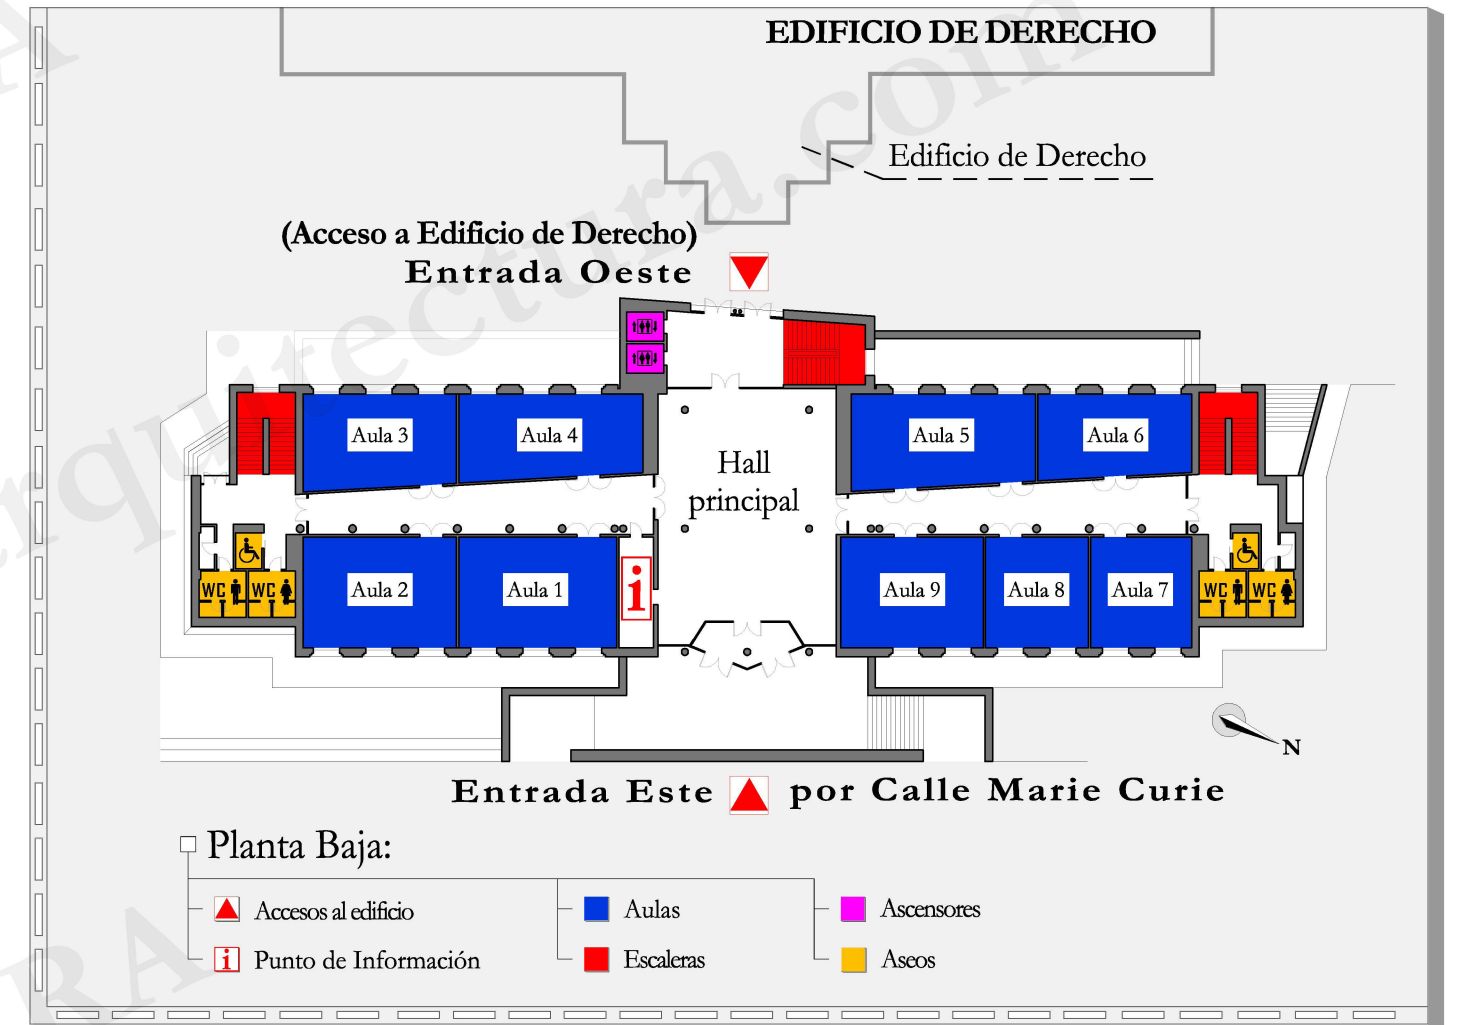 EDIFICIO DE DERECHO
Edificio de Derecho
(Acceso a Edificio de Derecho)
Entrada Oeste
Aula 3
Aula 4
Hall
principal
Aula 5
Aula 6
Aula 2
Aula 1
i
Aula 9
Aula 8
Aula 7
WC
WC
WC
WC
N
Entrada Este
por Calle Marie Curie
Planta Baja:
Accesos al edificio
Aulas
Ascensores
i
Punto de Información
Escaleras
Aseos